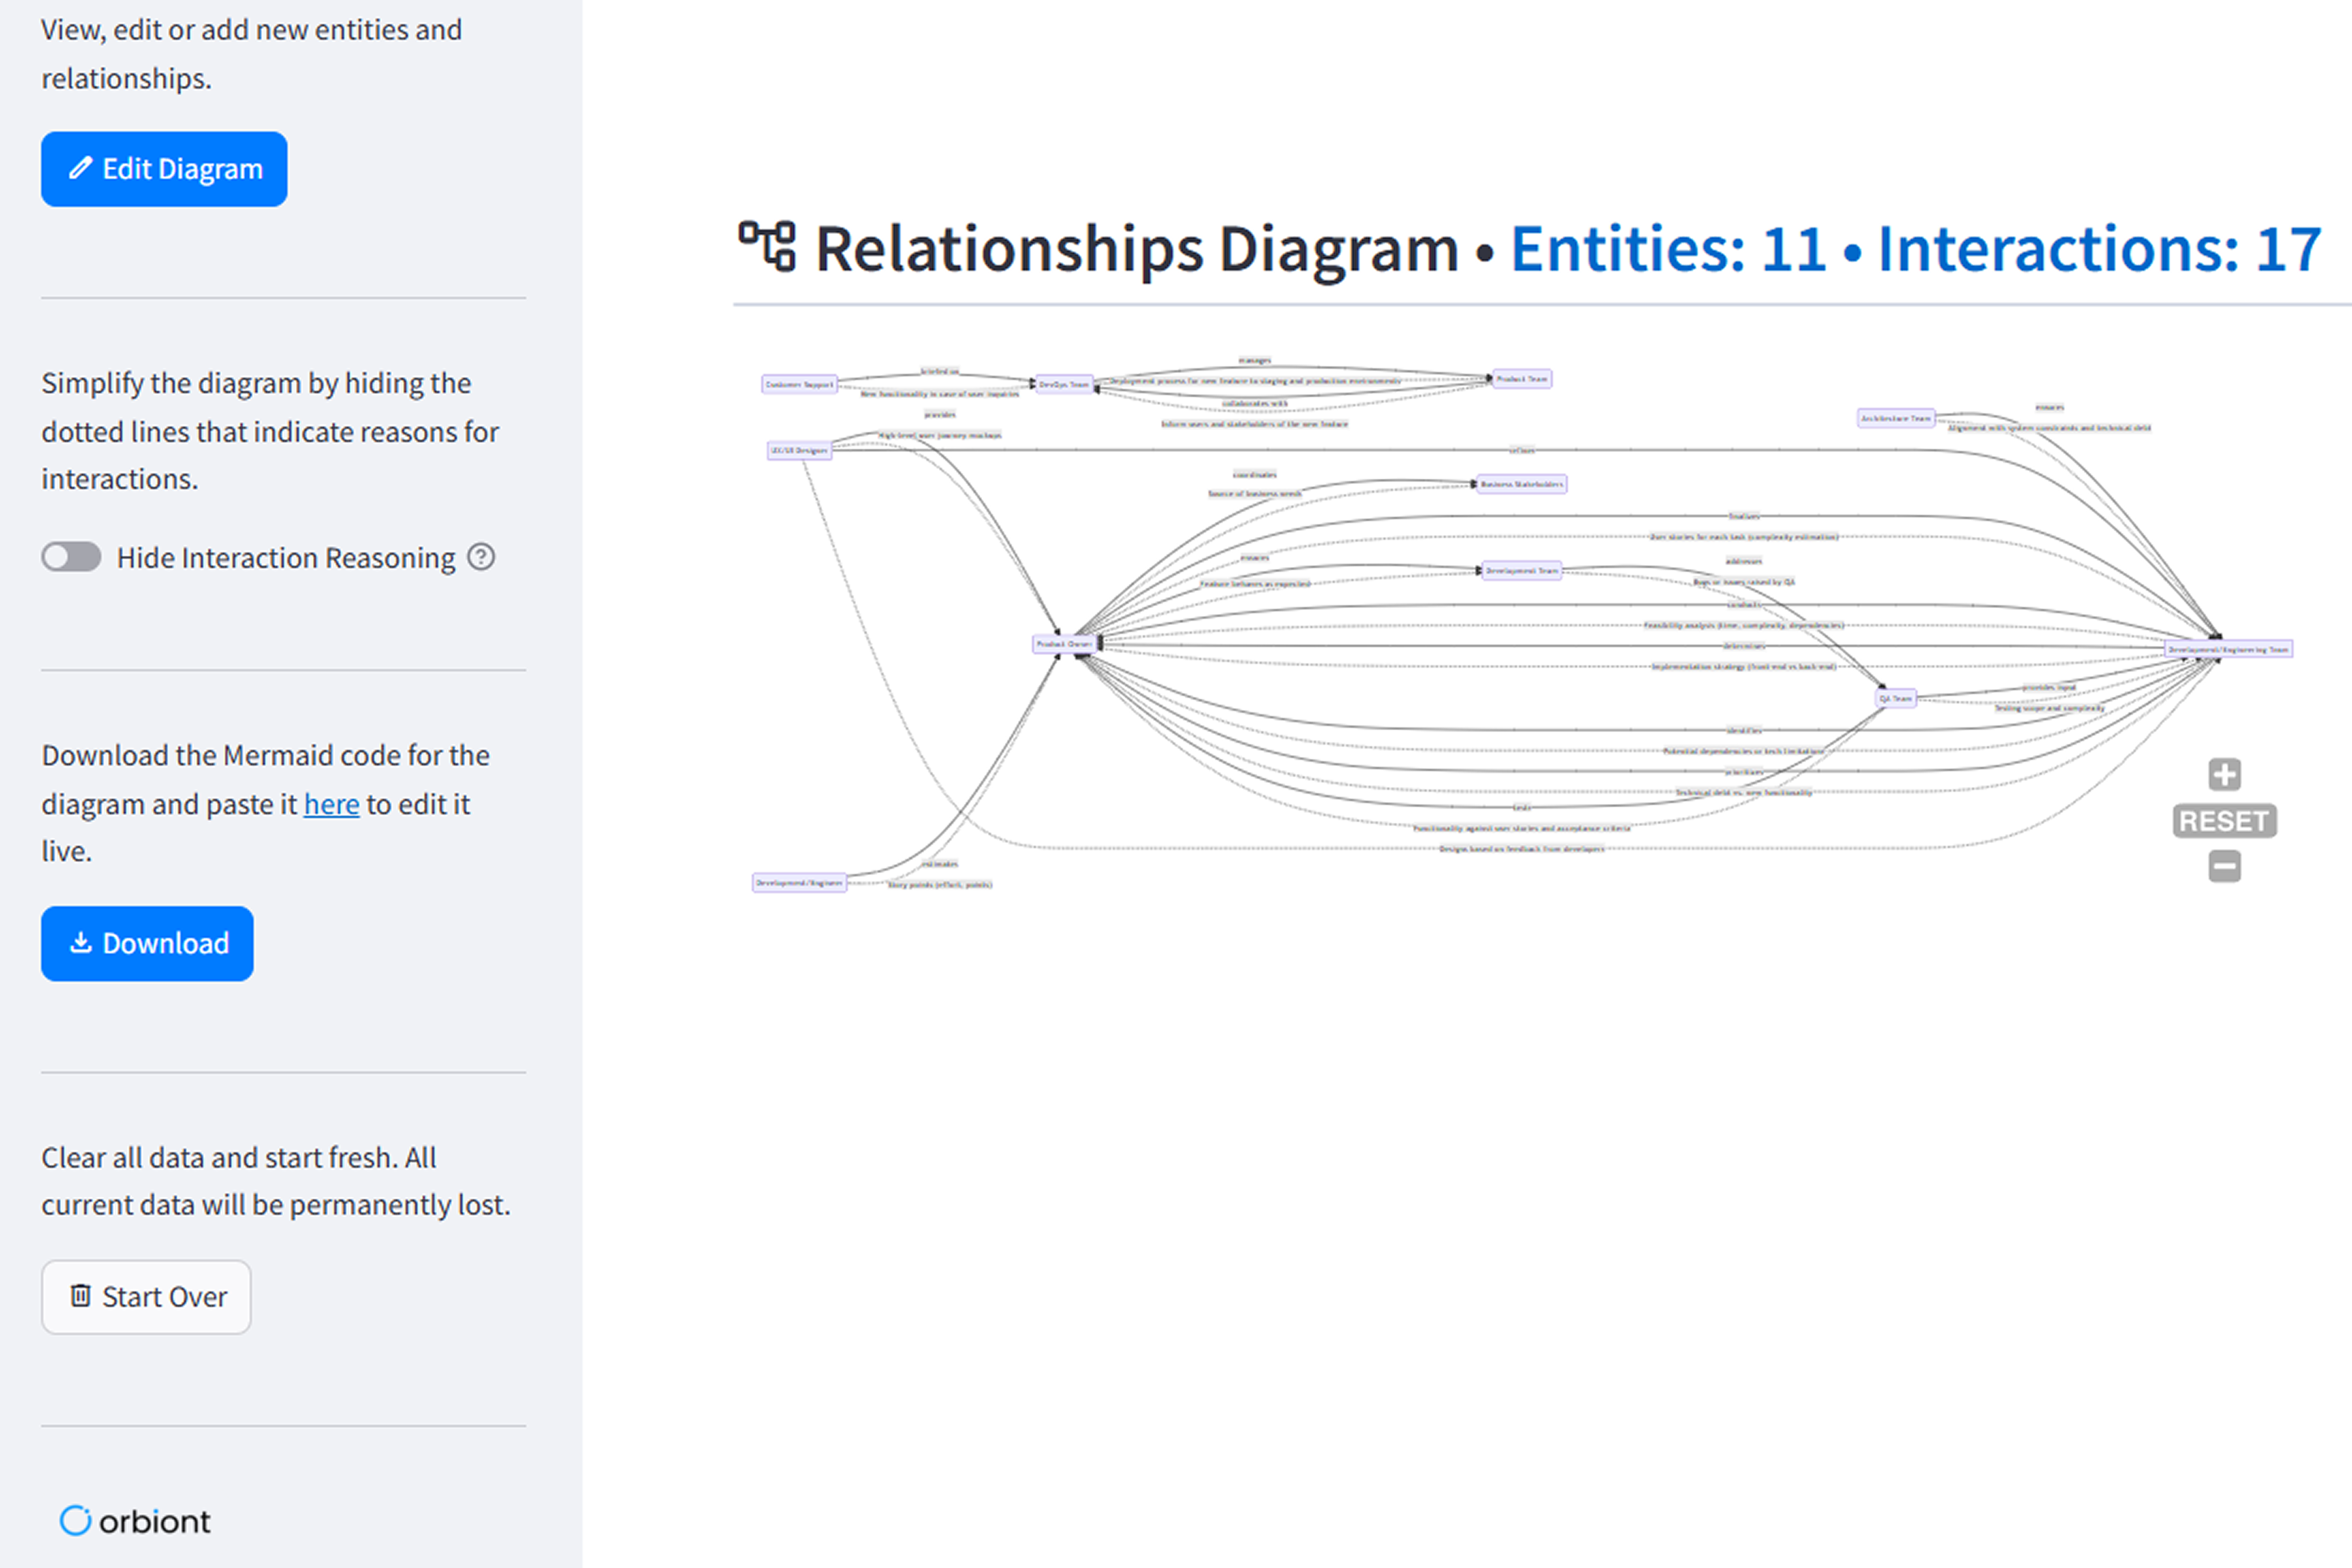 View, edit or add new entities and
relationships.
Edit Diagram
Simplify the diagram by hiding the
dotted lines that indicate reasons for
interactions.
Hide Interaction Reasoning
Download the Mermaid code for the
diagram and paste it here to edit it
live.
Download
Clear all data and start fresh. All
current data will be permanently lost.
Start Over
orbiont
Relationships Diagram • Entities: 11 • Interactions: 17
manages
briefed on
Customer Support
DevOps Team
Deployment process for new feature to staging and production environments
Product Team
New functionality in case of user inquiries
collaborates with
Inform users and stakeholders of the new feature
provides
High-level user journey mockups
UX/UI Designer
refines
ensures
Architecture Team
Alignment with system constraints and technical debt
coordinates
Source of business needs
Business Stakeholders
finalizes
User stories for each task (complexity estimation)
ensures
Feature behaves as expected
Development Team
addresses
Bugs or issues raised by QA
conducts
Feasibility analysis (time, complexity, dependencies)
Product Owner
determines
Development/Engineering Team
Implementation strategy (front-end vs back-end)
QA Team
provides input
Testing scope and complexity
identifies
Potential dependencies or tech limitations
prioritizes
Technical debt vs. new functionality
tests
Functionality against user stories and acceptance criteria
Designs based on feedback from developers
estimates
Development/Engineer
Story points (effort, points)
RESET